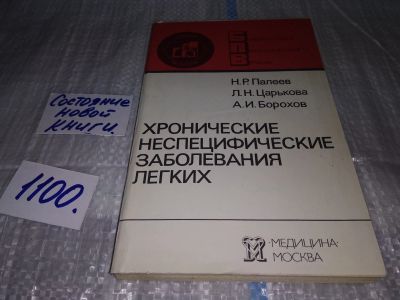 Н.Р. Палеев
Л.Н. Царькова
А.И. Борохов
ХРОНИЧЕСКИЕ
НЕСПЕЦИФИЧЕСКИЕ
ЗАБОЛЕВАНИЯ
ЛЕГКИХ
·МЕДИЦИНА·
МОСКВА
Состояние
новой
книги.
1100.